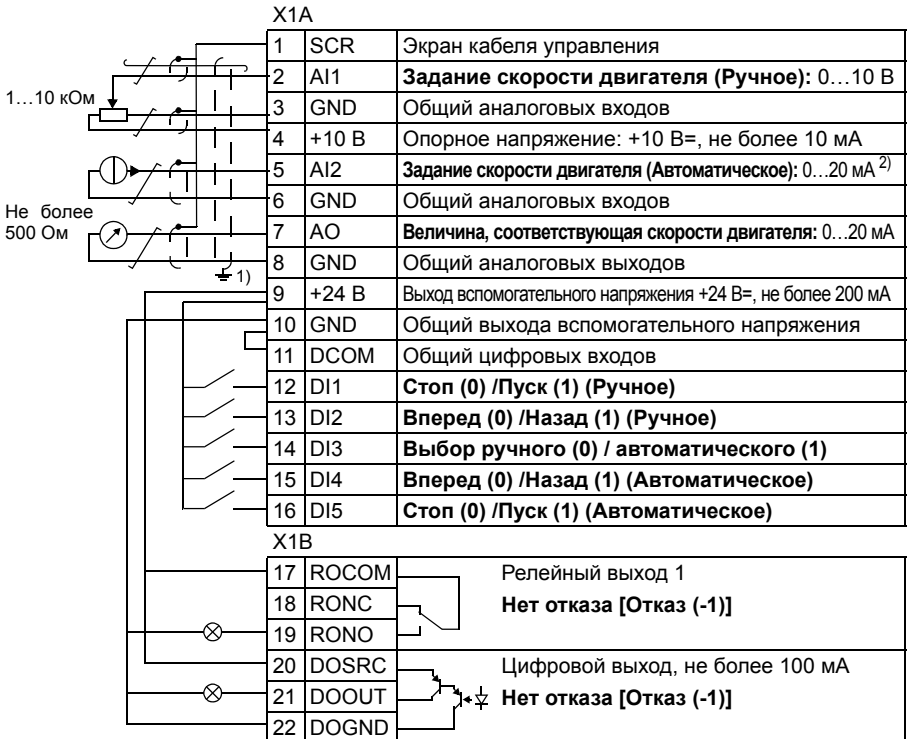 X1A
1 SCR Экран кабеля управления
2 AI1 Задание скорости двигателя (Ручное): 0…10 В
1…10 кОм
3 GND Общий аналоговых входов
4 +10 В Опорное напряжение: +10 В=, не более 10 мА
5 AI2 Задание скорости двигателя (Автоматическое): 0…20 мА 2)
6 GND Общий аналоговых входов
Не более
500 Ом
7 AO Величина, соответствующая скорости двигателя: 0…20 мА
8 GND Общий аналоговых выходов
1)
9 +24 В Выход вспомогательного напряжения +24 В=, не более 200 мА
10 GND Общий выхода вспомогательного напряжения
11 DCOM Общий цифровых входов
12 DI1 Стоп (0) /Пуск (1) (Ручное)
13 DI2 Вперед (0) /Назад (1) (Ручное)
14 DI3 Выбор ручного (0) / автоматического (1)
15 DI4 Вперед (0) /Назад (1) (Автоматическое)
16 DI5 Стоп (0) /Пуск (1) (Автоматическое)
X1B
17 ROCOM Релейный выход 1
18 RONC Нет отказа [Отказ (-1)]
19 RONO
20 DOSRC Цифровой выход, не более 100 мА
21 DOOUT Нет отказа [Отказ (-1)]
22 DOGND